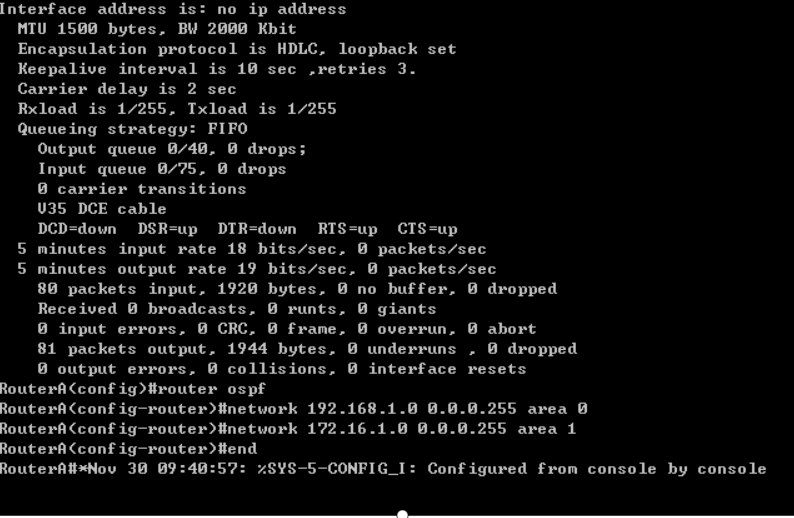 Interface address is: no ip address
MTU 1500 bytes, BW 2000 Kbit
Encapsulation protocol is HDLC, loopback set
Keepalive interval is 10 sec ,retries 3.
Carrier delay is 2 sec
Rxload is 1/255, Txload is 1/255
Queueing strategy: FIFO
Output queue 0/40, 0 drops;
Input queue 0/75, 0 drops
0 carrier transitions
V35 DCE cable
DCD=down  DSR=up  DTR=down  RTS=up  CTS=up
5 minutes input rate 18 bits/sec, 0 packets/sec
5 minutes output rate 19 bits/sec, 0 packets/sec
80 packets input, 1920 bytes, 0 no buffer, 0 dropped
Received 0 broadcasts, 0 runts, 0 giants
0 input errors, 0 CRC, 0 frame, 0 overrun, 0 abort
81 packets output, 1944 bytes, 0 underruns , 0 dropped
0 output errors, 0 collisions, 0 interface resets
RouterA(config)#router ospf
RouterA(config-router)#network 192.168.1.0 0.0.0.255 area 0
RouterA(config-router)#network 172.16.1.0 0.0.0.255 area 1
RouterA(config-router)#end
RouterA#*Nov 30 09:40:57: %SYS-5-CONFIG_I: Configured from console by console